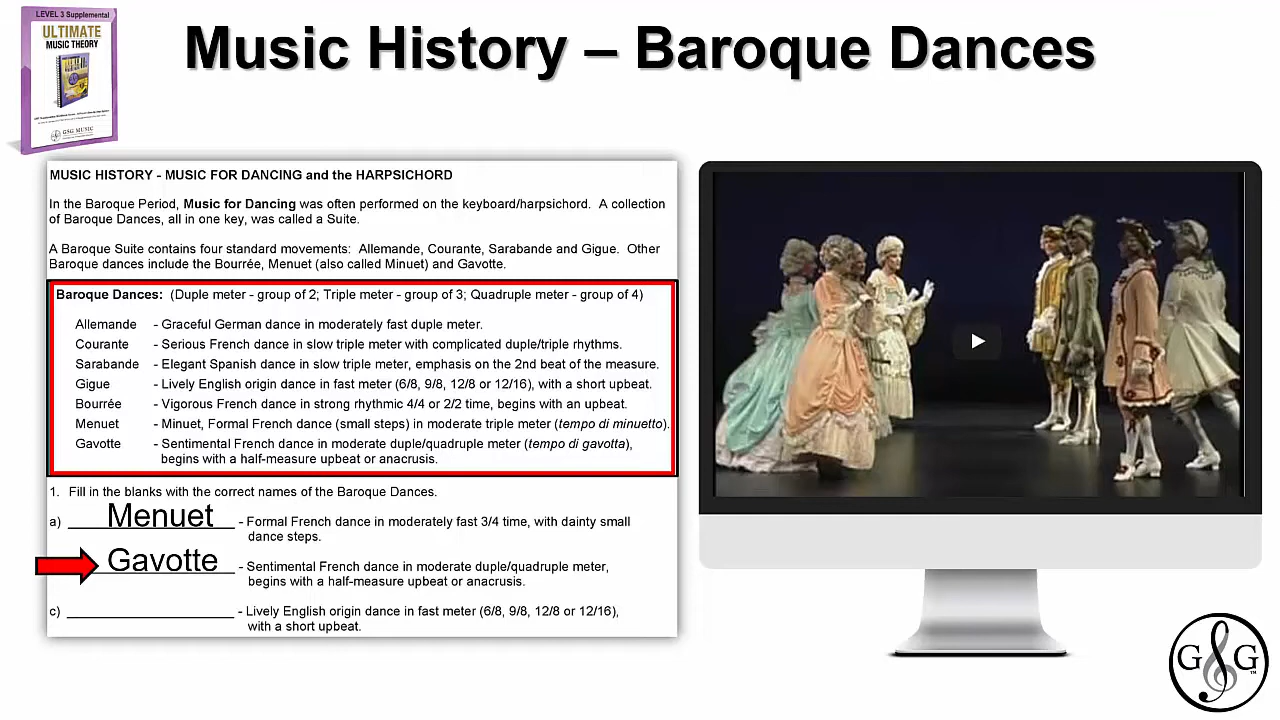 LEVEL 3 Supplemental
ULTIMATE
MUSIC THEORY
GSG MUSIC
Music History – Baroque Dances
MUSIC HISTORY - MUSIC FOR DANCING and the HARPSICHORD
In the Baroque Period, Music for Dancing was often performed on the keyboard/harpsichord. A collection
of Baroque Dances, all in one key, was called a Suite.
A Baroque Suite contains four standard movements: Allemande, Courante, Sarabande and Gigue. Other
Baroque dances include the Bourrée, Menuet (also called Minuet) and Gavotte.
Baroque Dances: (Duple meter - group of 2; Triple meter - group of 3; Quadruple meter - group of 4)
Allemande - Graceful German dance in moderately fast duple meter.
Courante - Serious French dance in slow triple meter with complicated duple/triple rhythms.
Sarabande - Elegant Spanish dance in slow triple meter, emphasis on the 2nd beat of the measure.
Gigue - Lively English origin dance in fast meter (6/8, 9/8, 12/8 or 12/16), with a short upbeat.
Bourrée - Vigorous French dance in strong rhythmic 4/4 or 2/2 time, begins with an upbeat.
Menuet - Minuet, Formal French dance (small steps) in moderate triple meter (tempo di minuetto).
Gavotte - Sentimental French dance in moderate duple/quadruple meter (tempo di gavotta),
begins with a half-measure upbeat or anacrusis.
1. Fill in the blanks with the correct names of the Baroque Dances.
a) Menuet - Formal French dance in moderately fast 3/4 time, with dainty small
dance steps.
Gavotte - Sentimental French dance in moderate duple/quadruple meter,
begins with a half-measure upbeat or anacrusis.
c) - Lively English origin dance in fast meter (6/8, 9/8, 12/8 or 12/16),
with a short upbeat.
G G
TM